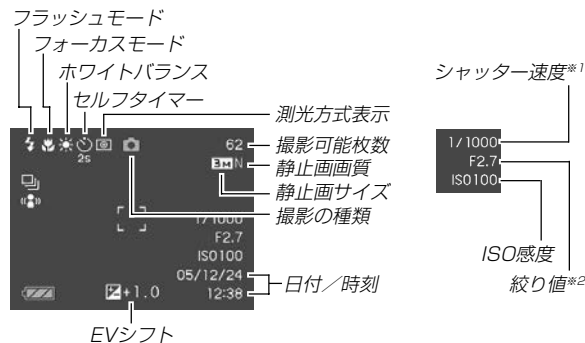 フラッシュモード
フォーカスモード
ホワイトバランス
セルフタイマー
測光方式表示
撮影可能枚数
静止画画質
静止画サイズ
撮影の種類
日付／時刻
EVシフト
2s
62
3M N
1/1000
F2.7
ISO100
05/12/24
+1.0 12:38
シャッター速度※1
1/1000
F2.7
ISO100
ISO感度
絞り値※2